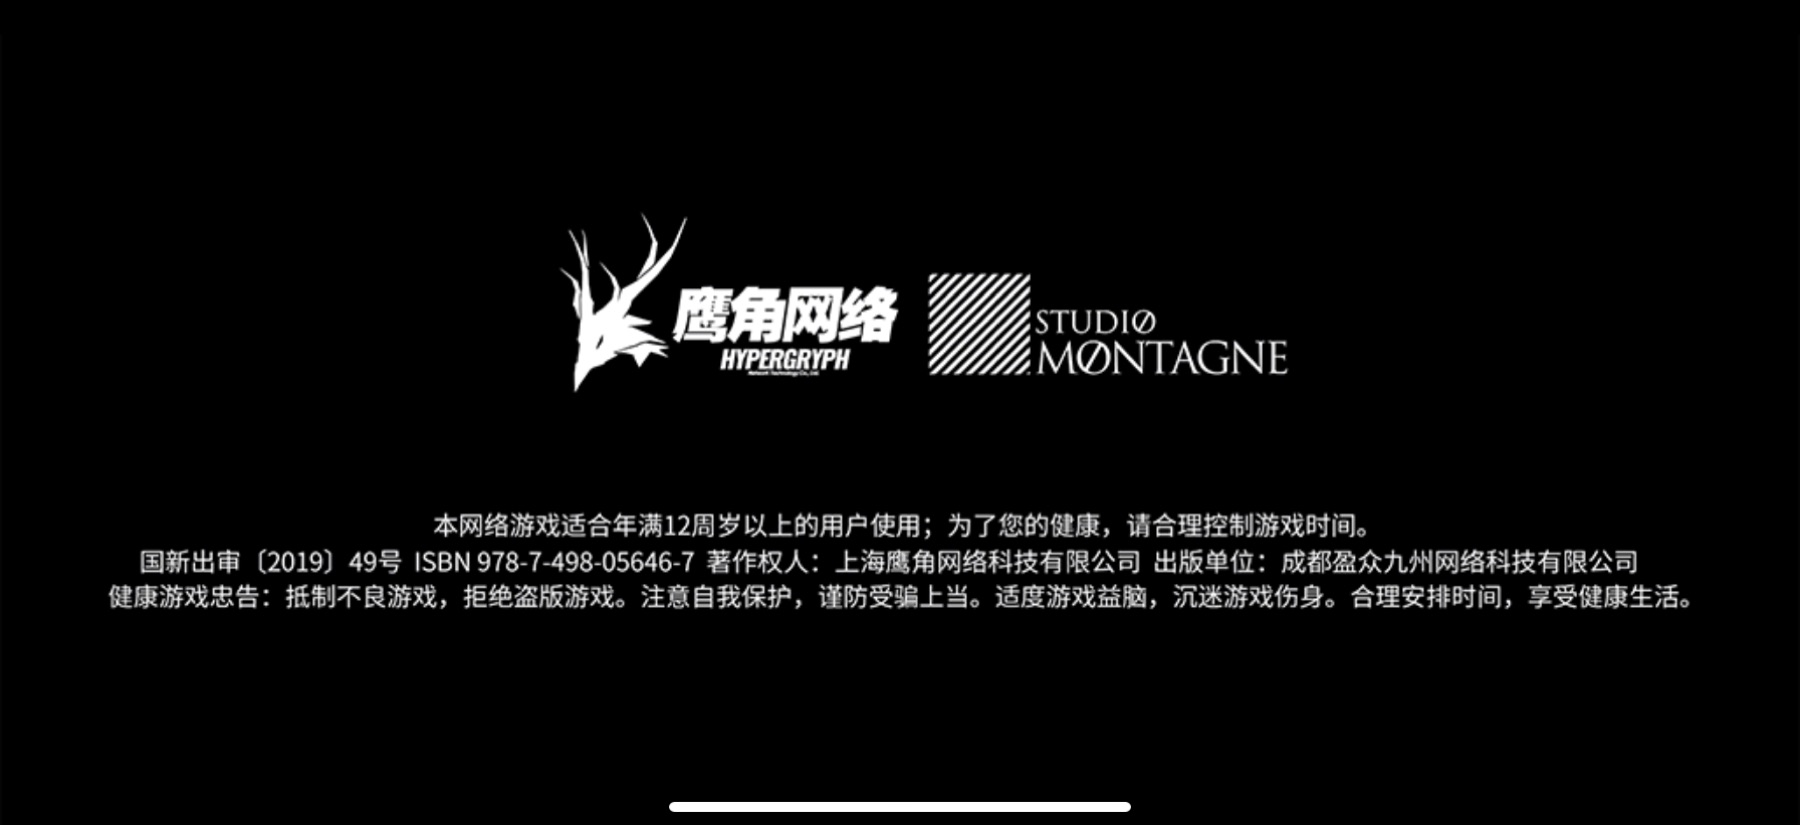 鹰角网络
HYPERGRYPH
Network Technology Co., Ltd.
STUDIØ
MØNTAGNE
本网络游戏适合年满12周岁以上的用户使用；为了您的健康，请合理控制游戏时间。
国新出审〔2019〕49号 ISBN 978-7-498-05646-7 著作权人：上海鹰角网络科技有限公司 出版单位：成都盈众九州网络科技有限公司
健康游戏忠告：抵制不良游戏，拒绝盗版游戏。注意自我保护，谨防受骗上当。适度游戏益脑，沉迷游戏伤身。合理安排时间，享受健康生活。